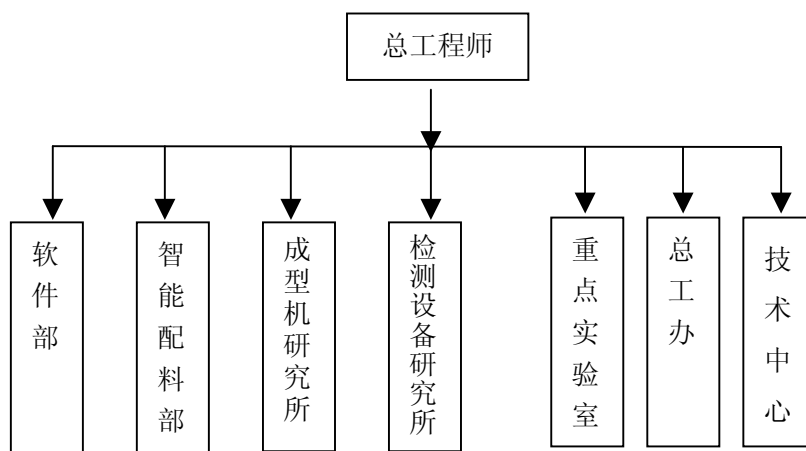 总工程师
软件部
智能配料部
成型机研究所
检测设备研究所
重点实验室
总工办
技术中心